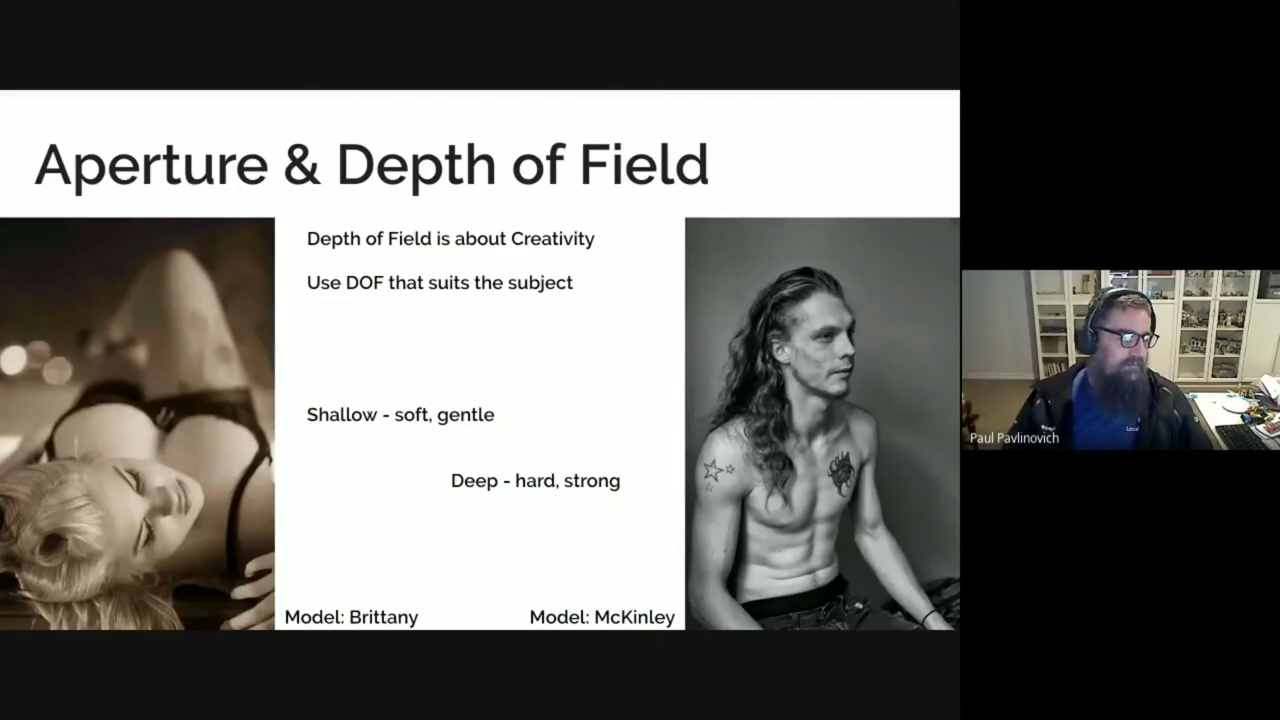 Aperture & Depth of Field
Depth of Field is about Creativity
Use DOF that suits the subject
Shallow - soft, gentle
Deep - hard, strong
Model: Brittany
Model: McKinley
Paul Pavlinovich